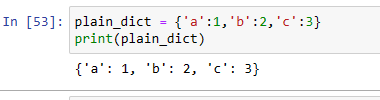 In [53]: plain_dict = {'a':1,'b':2,'c':3}
print(plain_dict)
{'a': 1, 'b': 2, 'c': 3}